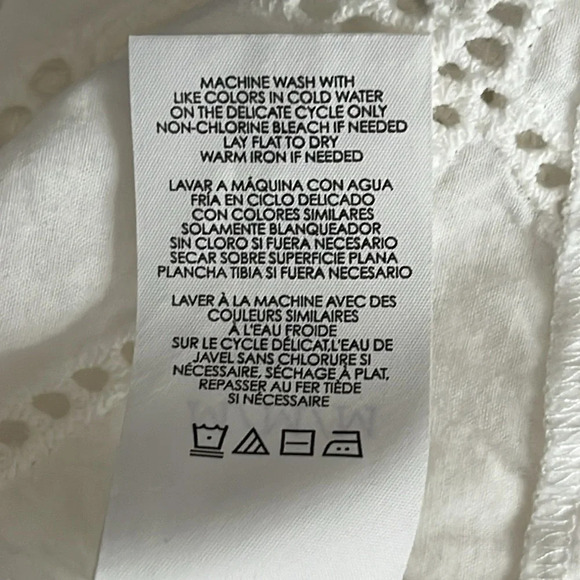 MACHINE WASH WITH
LIKE COLORS IN COLD WATER
ON THE DELICATE CYCLE ONLY
NON-CHLORINE BLEACH IF NEEDED
LAY FLAT TO DRY
WARM IRON IF NEEDED
LAVAR A MÁQUINA CON AGUA
FRÍA EN CICLO DELICADO
CON COLORES SIMILARES
SOLAMENTE BLANQUEADOR
SIN CLORO SI FUERA NECESARIO
SECAR SOBRE SUPERFICIE PLANA
PLANCHA TIBIA SI FUERA NECESARIO
LAVER À LA MACHINE AVEC DES
COULEURS SIMILAIRES
À L'EAU FROIDE
SUR LE CYCLE DÉLICAT,L'EAU DE
JAVEL SANS CHLORURE SI
NÉCESSAIRE, SÉCHAGE À PLAT,
REPASSER AU FER TIÈDE
SI NÉCESSAIRE